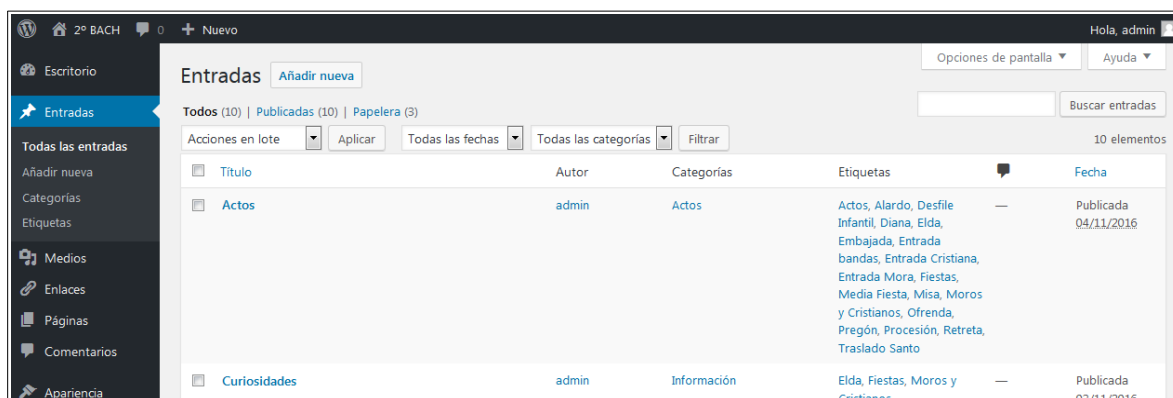 2º BACH 0 + Nuevo Hola, admin
Opciones de pantalla ▼ Ayuda ▼
Escritorio
Entradas
Todas las entradas
Añadir nueva
Categorías
Etiquetas
Medios
Enlaces
Páginas
Comentarios
Apariencia
Entradas Añadir nueva
Todos (10) | Publicadas (10) | Papelera (3)
Buscar entradas
Acciones en lote Aplicar Todas las fechas Todas las categorías Filtrar 10 elementos
Título Autor Categorías Etiquetas Fecha
Actos admin Actos
Actos, Alardo, Desfile
Infantil, Diana, Elda,
Embajada, Entrada
bandas, Entrada Cristiana,
Entrada Mora, Fiestas,
Media Fiesta, Misa, Moros
y Cristianos, Ofrenda,
Pregón, Procesión, Retreta,
Traslado Santo
—
Publicada
04/11/2016
Curiosidades admin Información
Elda, Fiestas, Moros y
Cristianos
—
Publicada